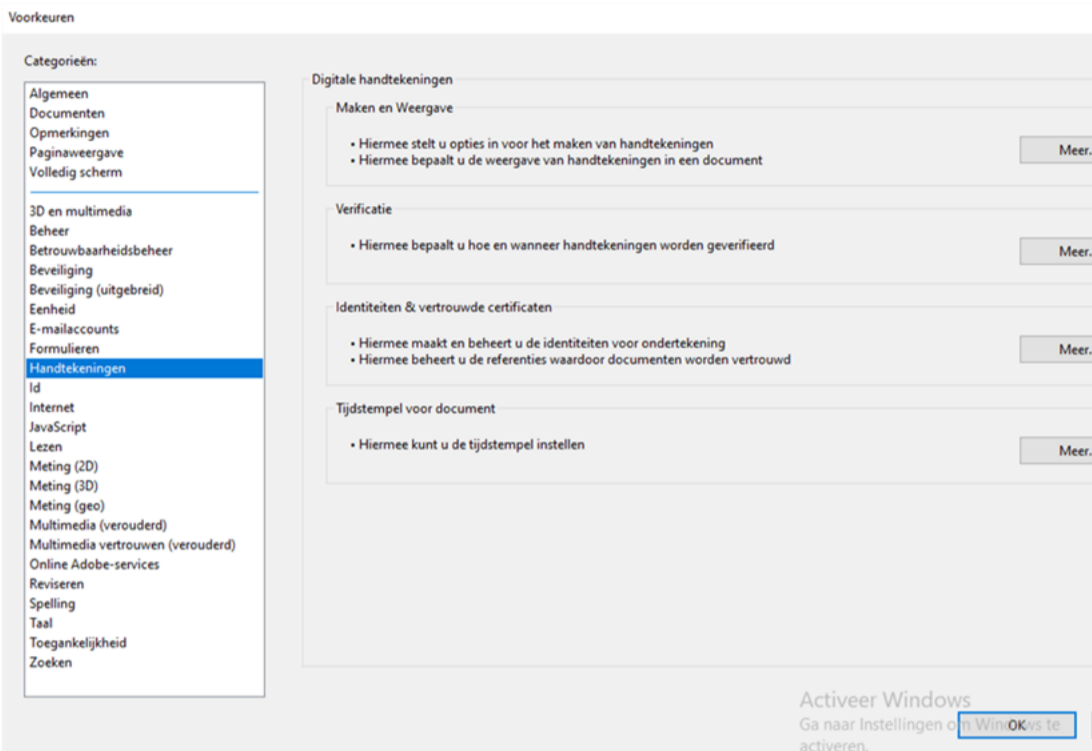 Voorkeuren
Categorieën:
Algemeen
Documenten
Opmerkingen
Paginaweergave
Volledig scherm
3D en multimedia
Beheer
Betrouwbaarheidsbeheer
Beveiliging
Beveiliging (uitgebreid)
Eenheid
E-mailaccounts
Formulieren
Handtekeningen
Id
Internet
JavaScript
Lezen
Meting (2D)
Meting (3D)
Meting (geo)
Multimedia (verouderd)
Multimedia vertrouwen (verouderd)
Online Adobe-services
Reviseren
Spelling
Taal
Toegankelijkheid
Zoeken
Digitale handtekeningen
Maken en Weergave
• Hiermee stelt u opties in voor het maken van handtekeningen
• Hiermee bepaalt u de weergave van handtekeningen in een document
Meer.
Verificatie
• Hiermee bepaalt u hoe en wanneer handtekeningen worden geverifieerd
Meer.
Identiteiten & vertrouwde certificaten
• Hiermee maakt en beheert u de identiteiten voor ondertekening
• Hiermee beheert u de referenties waardoor documenten worden vertrouwd
Meer.
Tijdstempel voor document
• Hiermee kunt u de tijdstempel instellen
Meer.
Activeer Windows
Ga naar Instellingen om Windows te
activeren.
OK